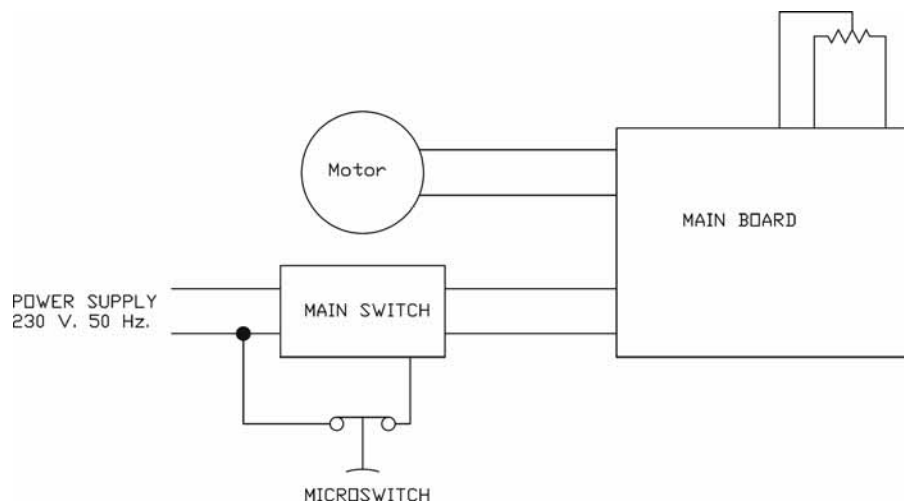 Motor
MAIN BOARD
POWER SUPPLY
230 V. 50 Hz.
MAIN SWITCH
MICROSWITCH